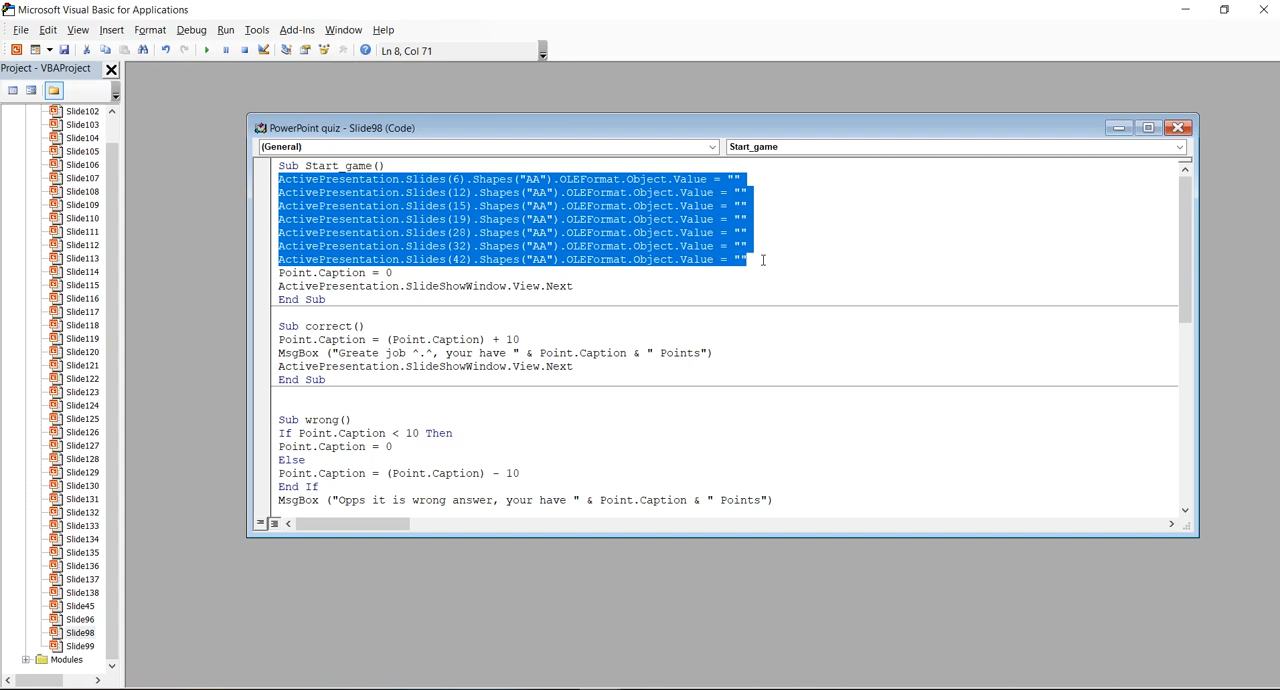 Microsoft Visual Basic for Applications
File Edit View Insert Format Debug Run Tools Add-Ins Window Help
Ln 8, Col 71
Project - VBAProject
Slide102
Slide103
Slide104
Slide105
Slide106
Slide107
Slide108
Slide109
Slide110
Slide111
Slide112
Slide113
Slide114
Slide115
Slide116
Slide117
Slide118
Slide119
Slide120
Slide121
Slide122
Slide123
Slide124
Slide125
Slide126
Slide127
Slide128
Slide129
Slide130
Slide131
Slide132
Slide133
Slide134
Slide135
Slide136
Slide137
Slide138
Slide45
Slide96
Slide98
Slide99
Modules
PowerPoint quiz - Slide98 (Code)
(General) Start_game
Sub Start_game()
ActivePresentation.Slides(6).Shapes("AA").OLEFormat.Object.Value = ""
ActivePresentation.Slides(12).Shapes("AA").OLEFormat.Object.Value = ""
ActivePresentation.Slides(15).Shapes("AA").OLEFormat.Object.Value = ""
ActivePresentation.Slides(19).Shapes("AA").OLEFormat.Object.Value = ""
ActivePresentation.Slides(28).Shapes("AA").OLEFormat.Object.Value = ""
ActivePresentation.Slides(32).Shapes("AA").OLEFormat.Object.Value = ""
ActivePresentation.Slides(42).Shapes("AA").OLEFormat.Object.Value = ""
Point.Caption = 0
ActivePresentation.SlideShowWindow.View.Next
End Sub
Sub correct()
Point.Caption = (Point.Caption) + 10
MsgBox ("Greate job ^.^, your have " & Point.Caption & " Points")
ActivePresentation.SlideShowWindow.View.Next
End Sub
Sub wrong()
If Point.Caption < 10 Then
Point.Caption = 0
Else
Point.Caption = (Point.Caption) - 10
End If
MsgBox ("Opps it is wrong answer, your have " & Point.Caption & " Points")